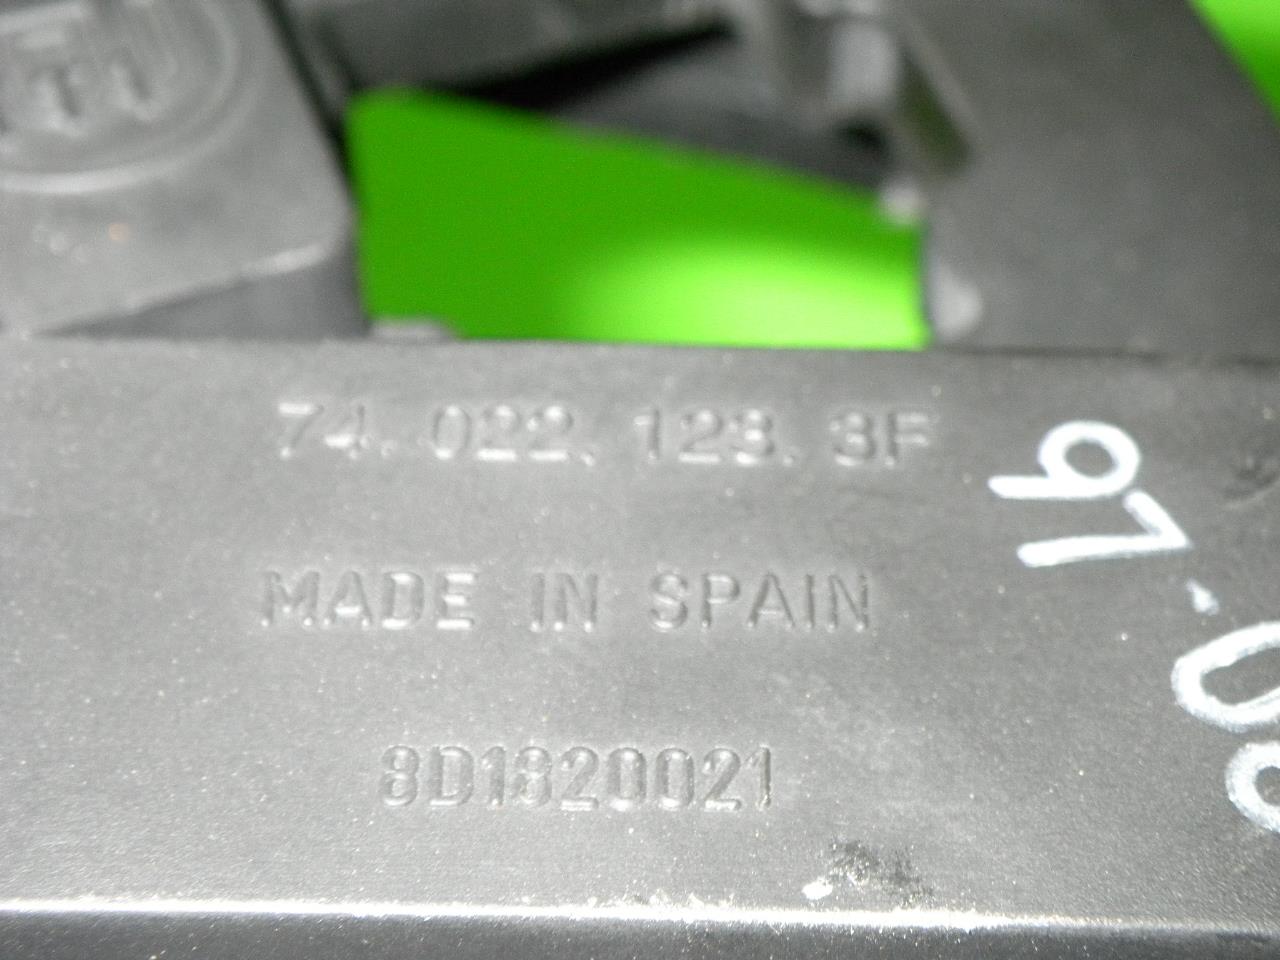 74.022.123.3F
MADE IN SPAIN
8D1820021
97.08